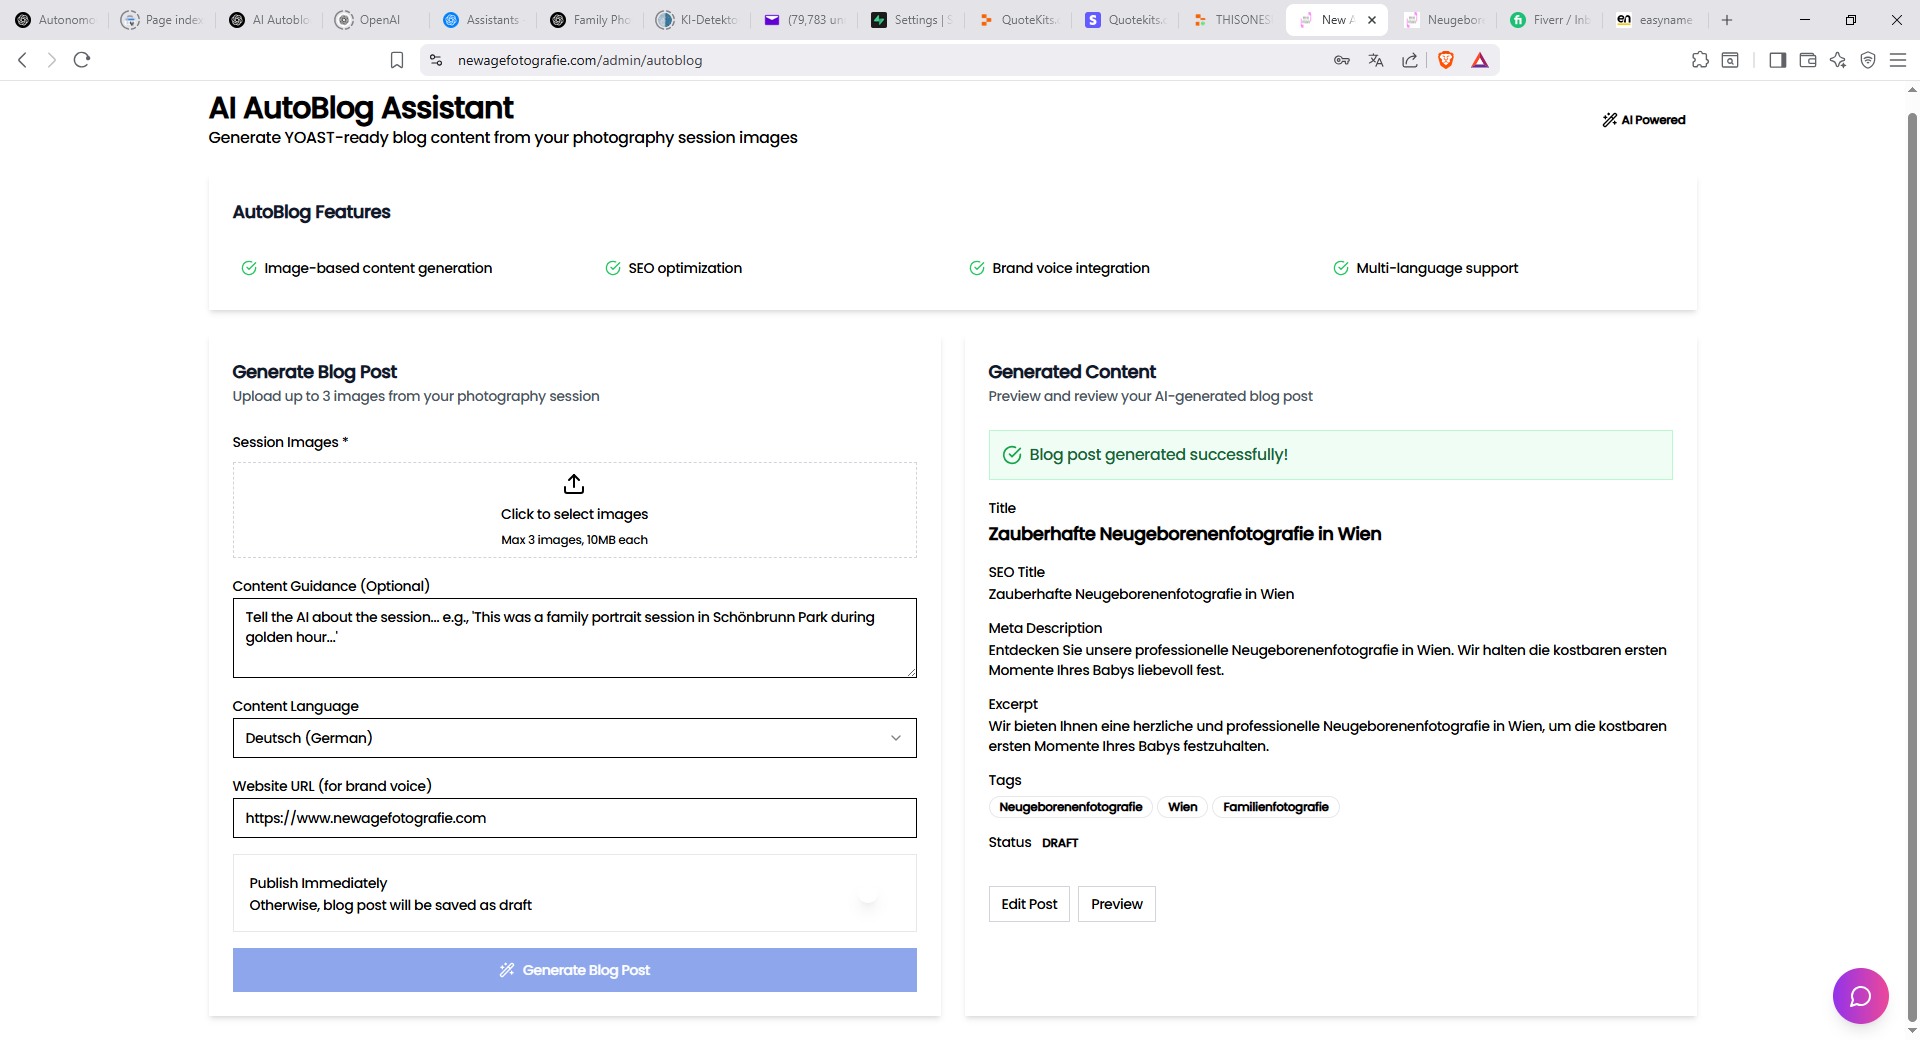 Autonomo
Page index
AI Autoblo
OpenAI
Assistants
Family Pho
KI-Detekto
(79,783 un
Settings | S
QuoteKits.
Quotekits.c
THISONES
New A
Neugebor
Fiverr / Inb
easyname
newagefotografie.com/admin/autoblog
AI AutoBlog Assistant
Generate YOAST-ready blog content from your photography session images
AI Powered
AutoBlog Features
Image-based content generation
SEO optimization
Brand voice integration
Multi-language support
Generate Blog Post
Upload up to 3 images from your photography session
Session Images *
Click to select images
Max 3 images, 10MB each
Content Guidance (Optional)
Tell the AI about the session... e.g., 'This was a family portrait session in Schönbrunn Park during
golden hour...'
Content Language
Deutsch (German)
Website URL (for brand voice)
https://www.newagefotografie.com
Publish Immediately
Otherwise, blog post will be saved as draft
Generate Blog Post
Generated Content
Preview and review your AI-generated blog post
Blog post generated successfully!
Title
Zauberhafte Neugeborenenfotografie in Wien
SEO Title
Zauberhafte Neugeborenenfotografie in Wien
Meta Description
Entdecken Sie unsere professionelle Neugeborenenfotografie in Wien. Wir halten die kostbaren ersten
Momente Ihres Babys liebevoll fest.
Excerpt
Wir bieten Ihnen eine herzliche und professionelle Neugeborenenfotografie in Wien, um die kostbaren
ersten Momente Ihres Babys festzuhalten.
Tags
Neugeborenenfotografie
Wien
Familienfotografie
Status DRAFT
Edit Post
Preview